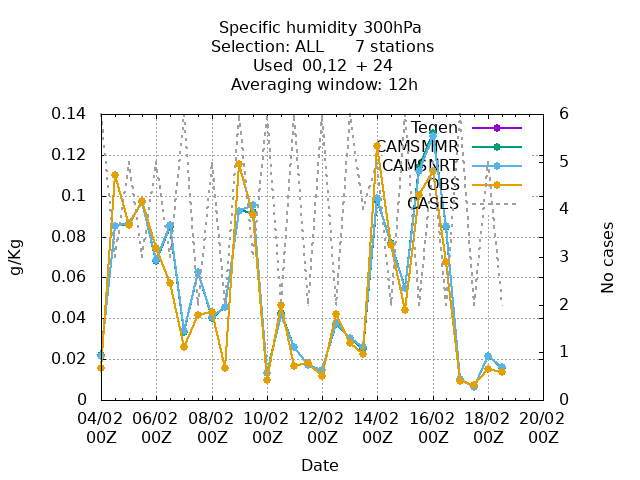 Specific humidity 300hPa
Selection: ALL 7 stations
Used 00,12 + 24
Averaging window: 12h
0.14
0.12
0.1
0.08
0.06
0.04
0.02
0
6
5
4
3
2
1
0
Tegen
CAMSNMR
CAMSNRT
OBS
CASES
g/Kg
No cases
04/02 06/02 08/02 10/02 12/02 14/02 16/02 18/02 20/02
00Z 00Z 00Z 00Z 00Z 00Z 00Z 00Z 00Z
Date